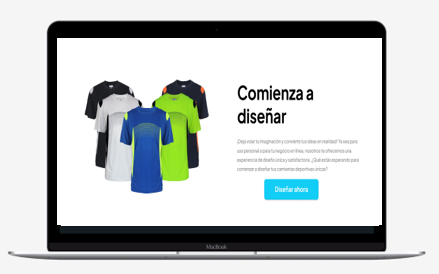 Comienza a
diseñar
¡Deja volar tu imaginación y convierte tus ideas en realidad! Ya sea para
uso personal o para tu negocio en línea, nosotros te ofrecemos una
experiencia de diseño única y satisfactoria. ¿Qué estás esperando para
comenzar a diseñar tus camisetas deportivas únicas?
Diseñar ahora
MacBook